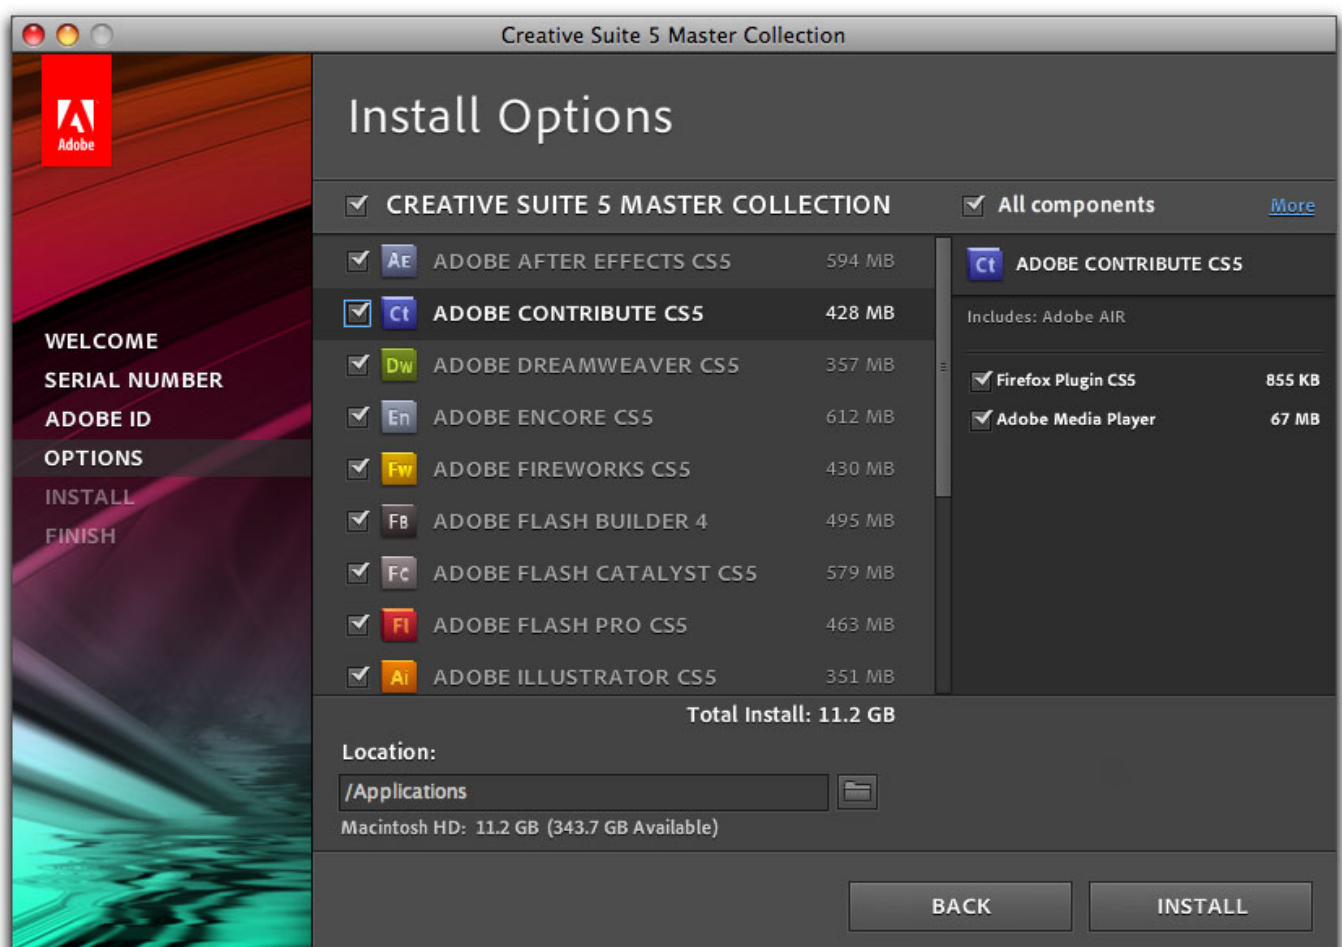 Creative Suite 5 Master Collection
Adobe
Install Options
WELCOME
SERIAL NUMBER
ADOBE ID
OPTIONS
INSTALL
FINISH
CREATIVE SUITE 5 MASTER COLLECTION
AE ADOBE AFTER EFFECTS CS5 594 MB
Ct ADOBE CONTRIBUTE CS5 428 MB
Dw ADOBE DREAMWEAVER CS5 357 MB
En ADOBE ENCORE CS5 612 MB
Fw ADOBE FIREWORKS CS5 430 MB
FB ADOBE FLASH BUILDER 4 495 MB
Fc ADOBE FLASH CATALYST CS5 579 MB
Fl ADOBE FLASH PRO CS5 463 MB
Ai ADOBE ILLUSTRATOR CS5 351 MB
Total Install: 11.2 GB
All components More
Ct ADOBE CONTRIBUTE CS5
Includes: Adobe AIR
Firefox Plugin CS5 855 KB
Adobe Media Player 67 MB
Location:
/Applications
Macintosh HD: 11.2 GB (343.7 GB Available)
BACK INSTALL